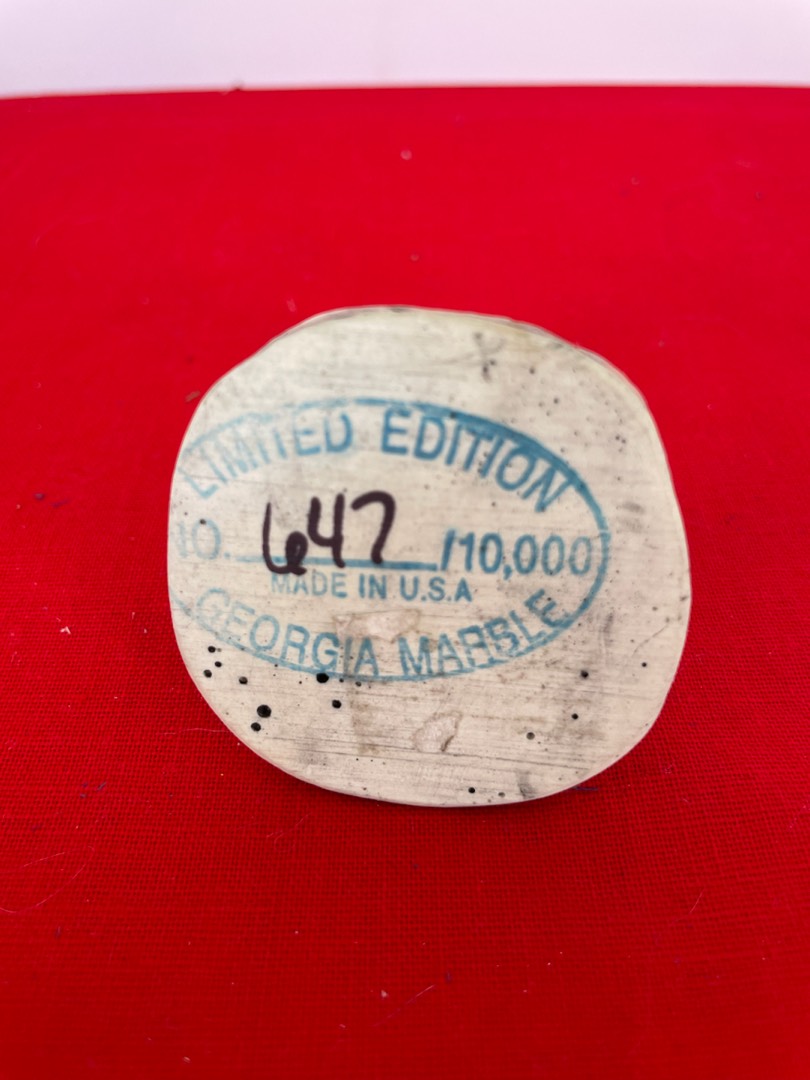 LIMITED EDITION
NO. 647 /10,000
MADE IN U.S.A
GEORGIA MARBLE